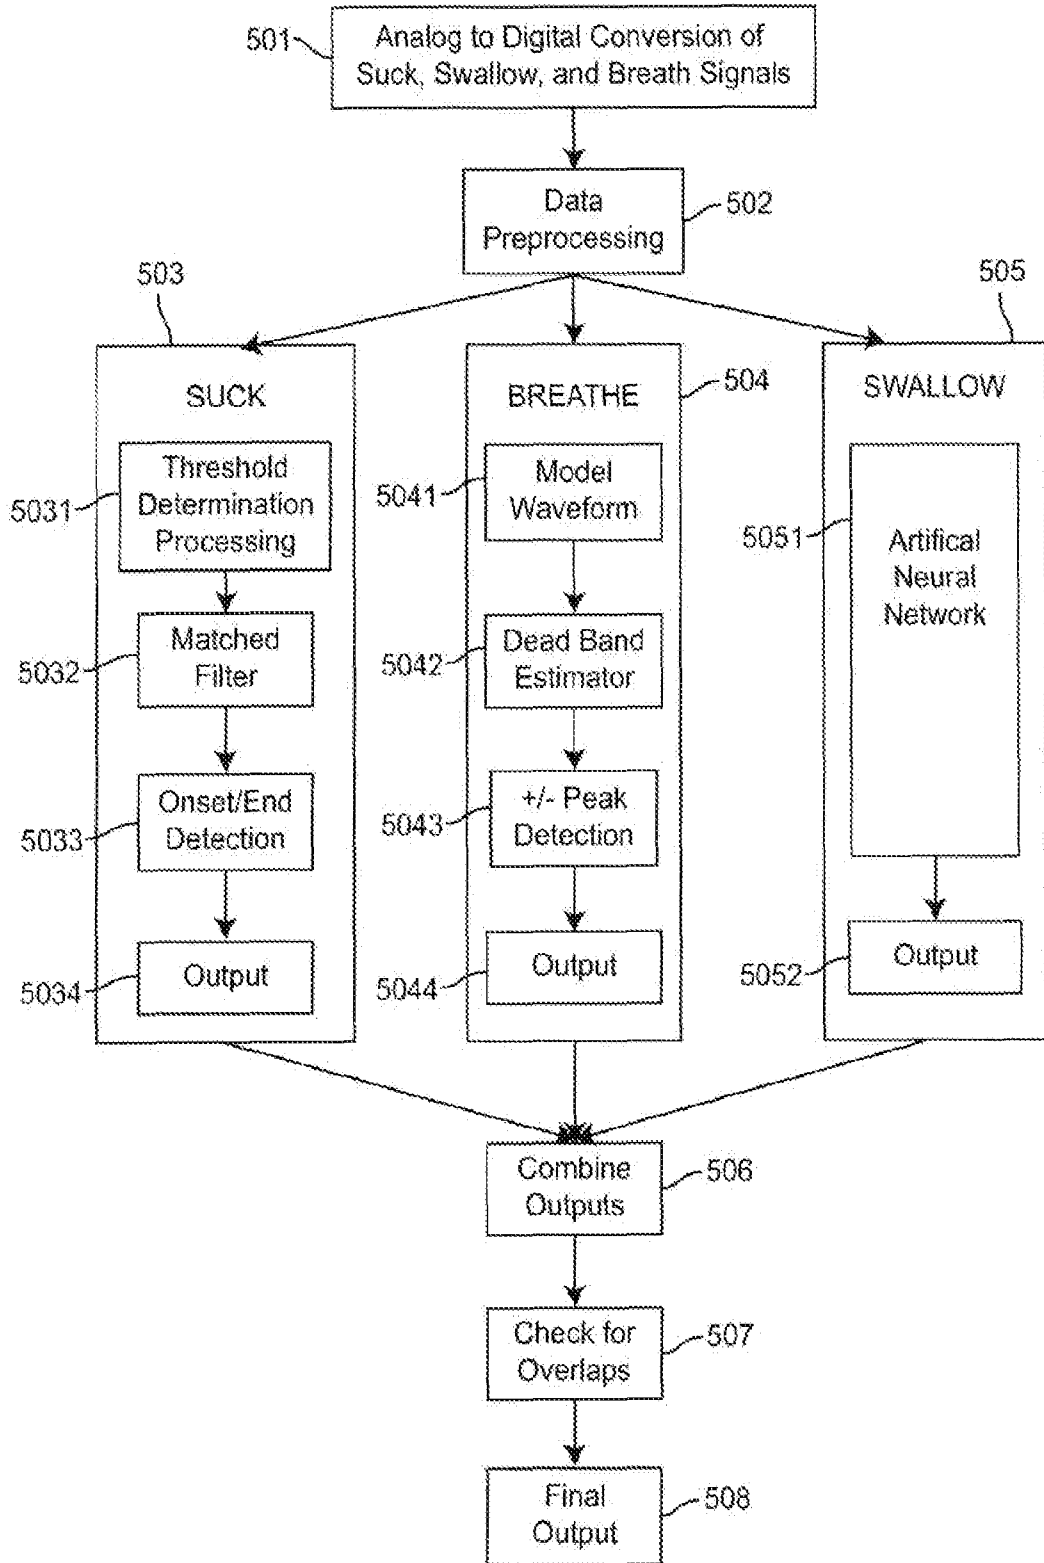 501
Analog to Digital Conversion of
Suck, Swallow, and Breath Signals
Data
Preprocessing
502
503
SUCK
5031
Threshold
Determination
Processing
5032
Matched
Filter
5033
Onset/End
Detection
5034
Output
504
BREATHE
5041
Model
Waveform
5042
Dead Band
Estimator
5043
+/- Peak
Detection
5044
Output
505
SWALLOW
5051
Artifical
Neural
Network
5052
Output
Combine
Outputs
506
Check for
Overlaps
507
Final
Output
508